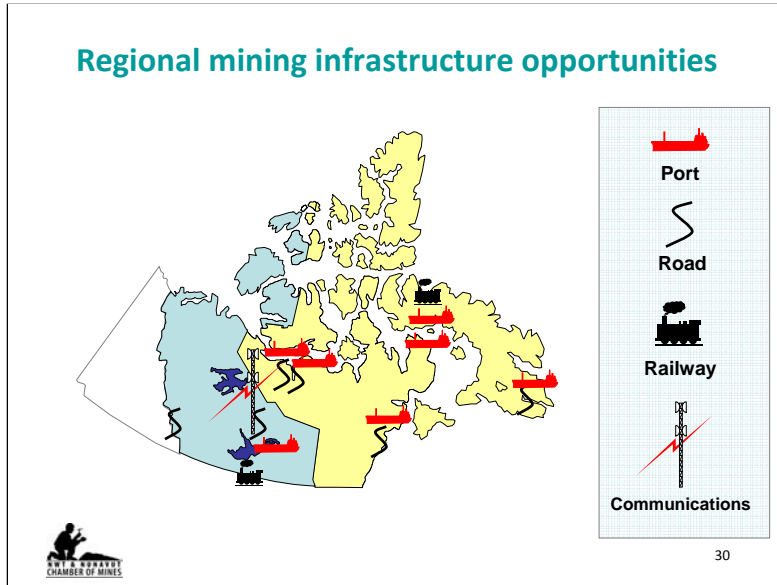 Regional mining infrastructure opportunities
Port
Road
Railway
Communications
NWT & NUNAVUT
CHAMBER OF MINES
30